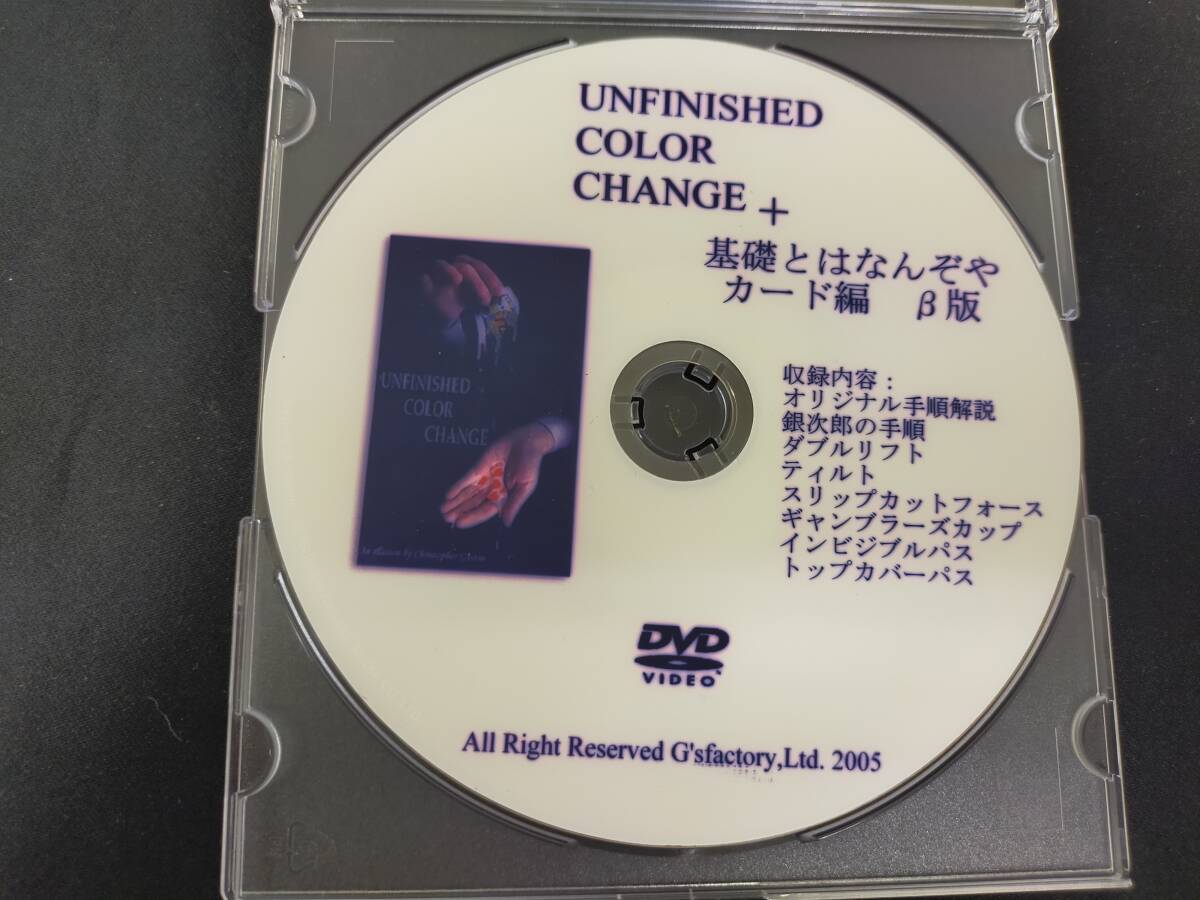 UNFINISHED
COLOR
CHANGE +
基礎とはなんぞや
カード編 β版
UNFINISHED
COLOR
CHANGE
An illusion by Christopher
収録内容:
オリジナル手順解説
銀次郎の手順
ダブルリフト
ティルト
スリップカットフォース
ギャンブラーズカップ
インビジブルパス
トップカバーパス
DVD
VIDEO
All Right Reserved G'sfactory,Ltd. 2005